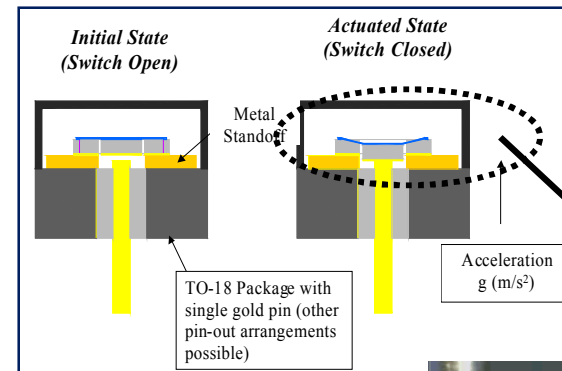 Initial State
(Switch Open)
Actuated State
(Switch Closed)
Metal
Standoff
TO-18 Package with
single gold pin (other
pin-out arrangements
possible)
Acceleration
g (m/s²)